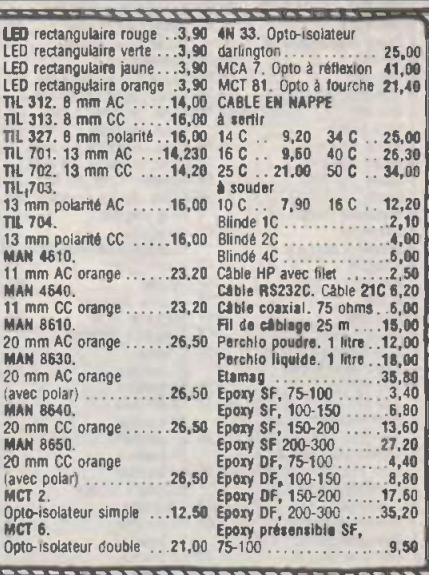 LED rectangulaire rouge ..3,90
LED rectangulaire verte ...3,90
LED rectangulaire jaune ...3,90
LED rectangulaire orange .3,90
TIL 312. 8 mm AC ......14,00
TIL 313. 8 mm CC ......16,00
TIL 327. 8 mm polarité ..16,00
TIL 701. 13 mm AC ...14,230
TIL 702. 13 mm CC ....14,20
TIL 703.
13 mm polarité AC ......16,00
TIL 704.
13 mm polarité CC .....16,00
MAN 4610.
11 mm AC orange .......23,20
MAN 4640.
11 mm CC orange .......23,20
MAN 8610.
20 mm AC orange .......26,50
MAN 8630.
20 mm AC orange
(avec polar) .............26,50
MAN 8640.
20 mm CC orange .......26,50
MAN 8650.
20 mm CC orange
(avec polar) .............26,50
MCT 2.
Opto-isolateur simple ...12,50
MCT 6.
Opto-isolateur double ...21,00
4N 33. Opto-isolateur
darlington ...............25,00
MCA 7. Opto à réflexion 41,00
MCT 81. Opto à fourche 21,40
CABLE EN NAPPE
à sertir
14 C .. 9,20 34 C .. 25,00
16 C .. 9,60 40 C .. 26,30
25 C .. 21,00 50 C .. 34,00
à souder
10 C .. 7,90 16 C .. 12,20
Blindé 1C ...............2,10
Blindé 2C ...............4,00
Blindé 4C ...............5,00
Câble HP avec filet .......2,50
Câble RS232C. Câble 21C 6,20
Câble coaxial. 75 ohms ..5,00
Fil de câblage 25 m ....15,00
Perchlo poudre. 1 litre ..12,00
Perchlo liquide. 1 litre ..18,00
Etamag ................35,80
Epoxy SF, 75-100 .........3,40
Epoxy SF, 100-150 .......6,80
Epoxy SF, 150-200 ......13,60
Epoxy SF 200-300 .......27,20
Epoxy DF, 75-100 ........4,40
Epoxy DF, 100-150 .......8,80
Epoxy DF, 150-200 ......17,60
Epoxy DF, 200-300 ......35,20
Epoxy présensible SF,
75-100 ..................9,50